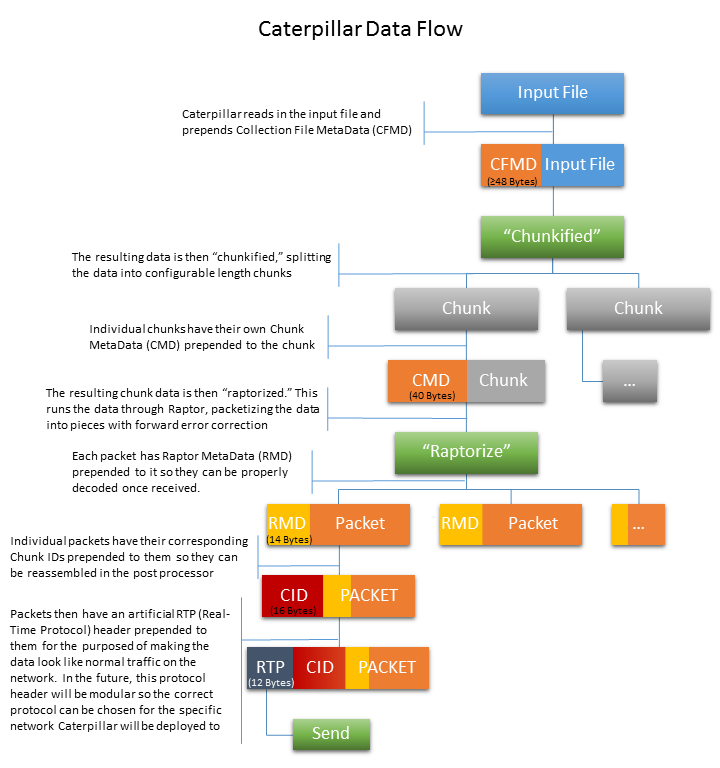 Caterpillar Data Flow
Input File
Caterpillar reads in the input file and
prepends Collection File MetaData (CFMD)
CFMD
(≥48 Bytes)
Input File
"Chunkified"
The resulting data is then "chunkified," splitting
the data into configurable length chunks
Chunk
Chunk
Individual chunks have their own Chunk
MetaData (CMD) prepended to the chunk
CMD
(40 Bytes)
Chunk
...
The resulting chunk data is then "raptorized." This
runs the data through Raptor, packetizing the data
into pieces with forward error correction
"Raptorize"
Each packet has Raptor MetaData (RMD)
prepended to it so they can be properly
decoded once received.
RMD
(14 Bytes)
Packet
RMD
Packet
...
Individual packets have their corresponding
Chunk IDs prepended to them so they can
be reassembled in the post processor
CID
(16 Bytes)
PACKET
Packets then have an artificial RTP (Real-
Time Protocol) header prepended to
them for the purposed of making the
data look like normal traffic on the
network. In the future, this protocol
header will be modular so the correct
protocol can be chosen for the specific
network Caterpillar will be deployed to
RTP
(12 Bytes)
CID
PACKET
Send